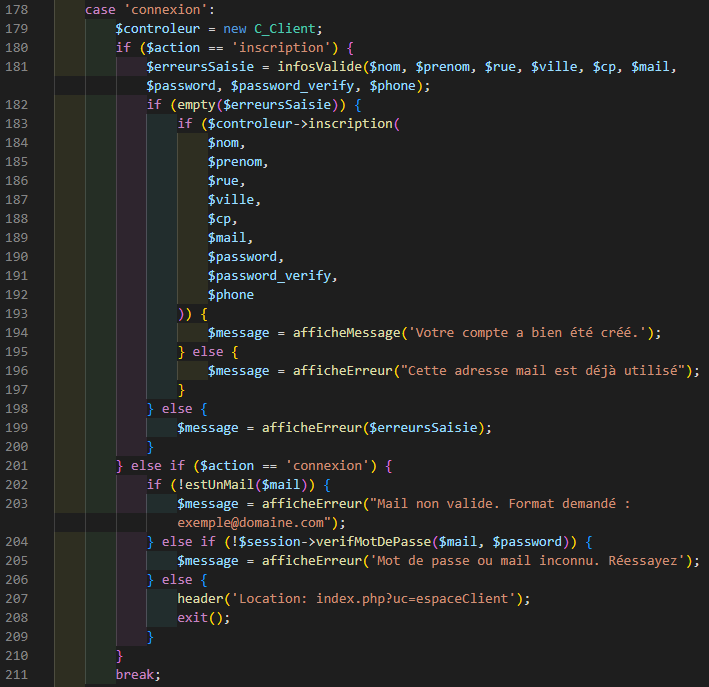 178 case 'connexion':
179 $controleur = new C_Client;
180 if ($action == 'inscription') {
181 $erreursSaisie = infosValide($nom, $prenom, $rue, $ville, $cp, $mail,
$password, $password_verify, $phone);
182 if (empty($erreursSaisie)) {
183 if ($controleur->inscription(
184 $nom,
185 $prenom,
186 $rue,
187 $ville,
188 $cp,
189 $mail,
190 $password,
191 $password_verify,
192 $phone
193 )) {
194 $message = afficheMessage('Votre compte a bien été créé.');
195 } else {
196 $message = afficheErreur("Cette adresse mail est déjà utilisé");
197 }
198 } else {
199 $message = afficheErreur($erreursSaisie);
200 }
201 } else if ($action == 'connexion') {
202 if (!estUnMail($mail)) {
203 $message = afficheErreur("Mail non valide. Format demandé :
exemple@domaine.com");
204 } else if (!$session->verifMotDePasse($mail, $password)) {
205 $message = afficheErreur('Mot de passe ou mail inconnu. Réessayez');
206 } else {
207 header('Location: index.php?uc=espaceClient');
208 exit();
209 }
210 }
211 break;